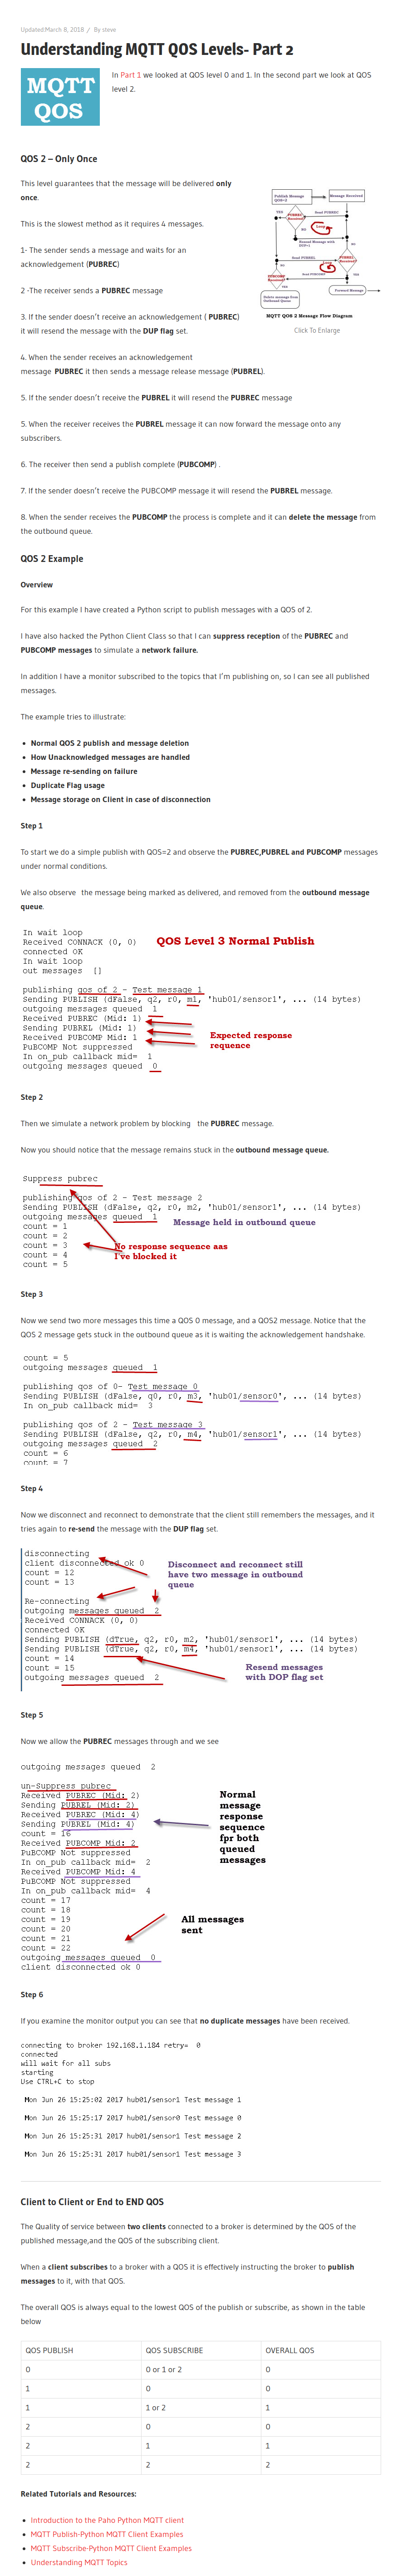 Updated:March 8, 2018 / By steve
Understanding MQTT QOS Levels- Part 2
MQTT
QOS
In Part 1 we looked at QOS level 0 and 1. In the second part we look at QOS
level 2.
QOS 2 – Only Once
This level guarantees that the message will be delivered only
once.
This is the slowest method as it requires 4 messages.
1- The sender sends a message and waits for an
acknowledgement (PUBREC)
2 -The receiver sends a PUBREC message
3. If the sender doesn't receive an acknowledgement ( PUBREC)
it will resend the message with the DUP flag set.
4. When the sender receives an acknowledgement
message PUBREC it then sends a message release message (PUBREL).
Publish Message
QOS=2
Message Received
YES
PUBREC
Received?
Send PUBREC
Loop
NO
Resend Message with
DUP=1
NO
Send PUBREL
PUBREL
Received?
Loop
NO
Send PUBCOMP
PUBCOMP
Received?
YES
YES
Forward Message
Delete message from
Outbound Queue
MQTT QOS 2 Message Flow Diagram
Click To Enlarge
5. If the sender doesn't receive the PUBREL it will resend the PUBREC message
5. When the receiver receives the PUBREL message it can now forward the message onto any
subscribers.
6. The receiver then send a publish complete (PUBCOMP) .
7. If the sender doesn't receive the PUBCOMP message it will resend the PUBREL message.
8. When the sender receives the PUBCOMP the process is complete and it can delete the message from
the outbound queue.
QOS 2 Example
Overview
For this example I have created a Python script to publish messages with a QOS of 2.
I have also hacked the Python Client Class so that I can suppress reception of the PUBREC and
PUBCOMP messages to simulate a network failure.
In addition I have a monitor subscribed to the topics that I'm publishing on, so I can see all published
messages.
The example tries to illustrate:
Normal QOS 2 publish and message deletion
How Unacknowledged messages are handled
Message re-sending on failure
Duplicate Flag usage
Message storage on Client in case of disconnection
Step 1
To start we do a simple publish with QOS=2 and observe the PUBREC,PUBREL and PUBCOMP messages
under normal conditions.
We also observe the message being marked as delivered, and removed from the outbound message
queue.
In wait loop
Received CONNACK (0, 0)
connected OK
In wait loop
out messages []
QOS Level 3 Normal Publish
publishing qos of 2 - Test message 1
Sending PUBLISH (dFalse, q2, r0, m1, 'hub01/sensor1', ... (14 bytes)
outgoing messages queued 1
Received PUBREC (Mid: 1)
Sending PUBREL (Mid: 1)
Received PUBCOMP Mid: 1
PuBCOMP Not suppressed
In on_pub callback mid= 1
outgoing messages queued 0
Expected response
requence
Step 2
Then we simulate a network problem by blocking the PUBREC message.
Now you should notice that the message remains stuck in the outbound message queue.
Suppress pubrec
publishing qos of 2 - Test message 2
Sending PUBLISH (dFalse, q2, r0, m2, 'hub01/sensor1', ... (14 bytes)
outgoing messages queued 1
count = 1
count = 2
count = 3
count = 4
count = 5
Message held in outbound queue
No response sequence aas
I've blocked it
Step 3
Now we send two more messages this time a QOS 0 message, and a QOS2 message. Notice that the
QOS 2 message gets stuck in the outbound queue as it is waiting the acknowledgement handshake.
count = 5
outgoing messages queued 1
publishing qos of 0- Test message 0
Sending PUBLISH (dFalse, q0, r0, m3, 'hub01/sensor0', ... (14 bytes)
In on_pub callback mid= 3
publishing qos of 2 - Test message 3
Sending PUBLISH (dFalse, q2, r0, m4, 'hub01/sensor1', ... (14 bytes)
outgoing messages queued 2
count = 6
count = 7
Step 4
Now we disconnect and reconnect to demonstrate that the client still remembers the messages, and it
tries again to re-send the message with the DUP flag set.
disconnecting
client disconnected ok 0
count = 12
count = 13
Disconnect and reconnect still
have two message in outbound
queue
Re-connecting
outgoing messages queued 2
Received CONNACK (0, 0)
connected OK
Sending PUBLISH (dTrue, q2, r0, m2, 'hub01/sensor1', ... (14 bytes)
Sending PUBLISH (dTrue, q2, r0, m4, 'hub01/sensor1', ... (14 bytes)
count = 14
count = 15
outgoing messages queued 2
Resend messages
with DOP flag set
Step 5
Now we allow the PUBREC messages through and we see
outgoing messages queued 2
un-Suppress pubrec
Received PUBREC (Mid: 2)
Sending PUBREL (Mid: 2)
Received PUBREC (Mid: 4)
Sending PUBREL (Mid: 4)
count = 16
Received PUBCOMP Mid: 2
PuBCOMP Not suppressed
In on_pub callback mid= 2
Received PUBCOMP Mid: 4
PuBCOMP Not suppressed
In on_pub callback mid= 4
count = 17
count = 18
count = 19
count = 20
count = 21
count = 22
outgoing messages queued 0
client disconnected ok 0
Normal
message
response
sequence
fpr both
queued
messages
All messages
sent
Step 6
If you examine the monitor output you can see that no duplicate messages have been received.
connecting to broker 192.168.1.184 retry= 0
connected
will wait for all subs
starting
Use CTRL+C to stop
Mon Jun 26 15:25:02 2017 hub01/sensor1 Test message 1
Mon Jun 26 15:25:17 2017 hub01/sensor0 Test message 0
Mon Jun 26 15:25:31 2017 hub01/sensor1 Test message 2
Mon Jun 26 15:25:31 2017 hub01/sensor1 Test message 3
Client to Client or End to END QOS
The Quality of service between two clients connected to a broker is determined by the QOS of the
published message,and the QOS of the subscribing client.
When a client subscribes to a broker with a QOS it is effectively instructing the broker to publish
messages to it, with that QOS.
The overall QOS is always equal to the lowest QOS of the publish or subscribe, as shown in the table
below
QOS PUBLISH QOS SUBSCRIBE OVERALL QOS
0 0 or 1 or 2 0
1 0 0
1 1 or 2 1
2 0 0
2 1 1
2 2 2
Related Tutorials and Resources:
Introduction to the Paho Python MQTT client
MQTT Publish-Python MQTT Client Examples
MQTT Subscribe-Python MQTT Client Examples
Understanding MQTT Topics